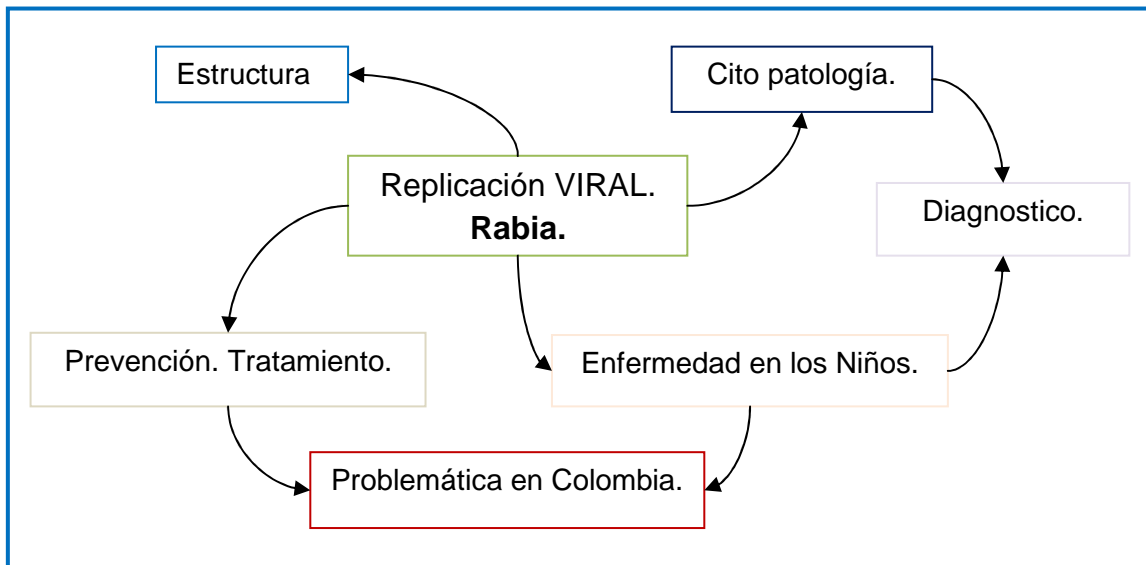 Estructura
Cito patología.
Replicación VIRAL.
Rabia.
Diagnostico.
Prevención. Tratamiento.
Enfermedad en los Niños.
Problemática en Colombia.